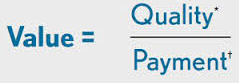 Quality*
Value =
Payment†